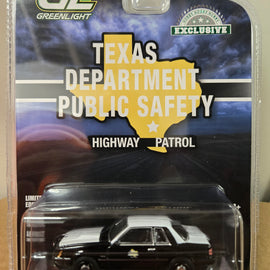 GL
GREENLIGHT
EXCLUSIVE
TEXAS
DEPARTMENT
PUBLIC SAFETY
HIGHWAY PATROL